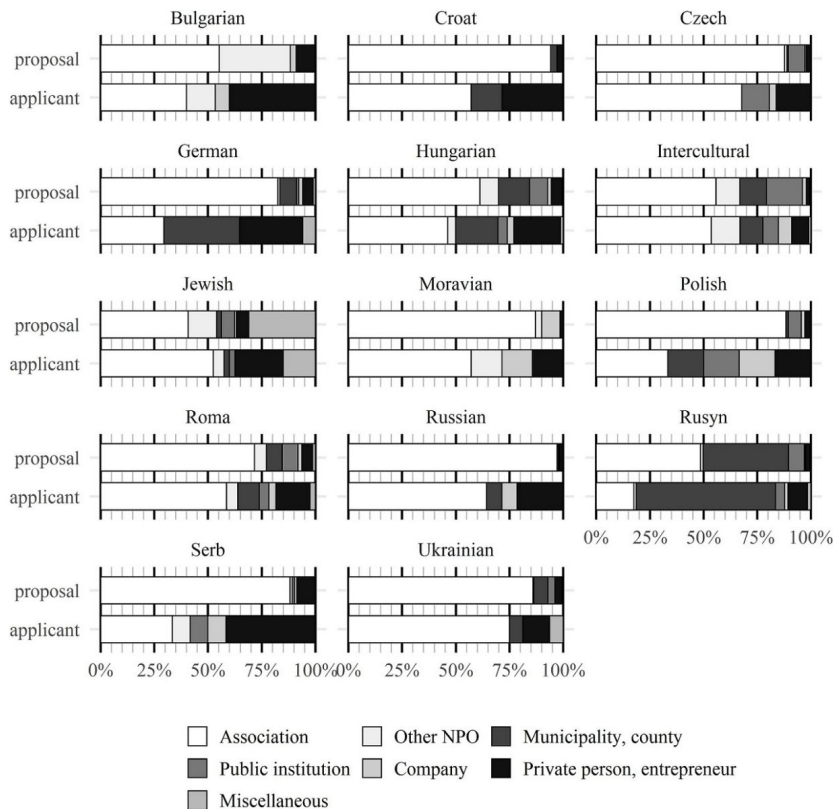 Bulgarian Croat Czech
proposal
applicant
German Hungarian Intercultural
proposal
applicant
Jewish Moravian Polish
proposal
applicant
Roma Russian Rusyn
proposal
applicant
0% 25% 50% 75% 100%
Serb Ukrainian
proposal
applicant
0% 25% 50% 75% 100% 0% 25% 50% 75% 100%
Association Other NPO Municipality, county
Public institution Company Private person, entrepreneur
Miscellaneous